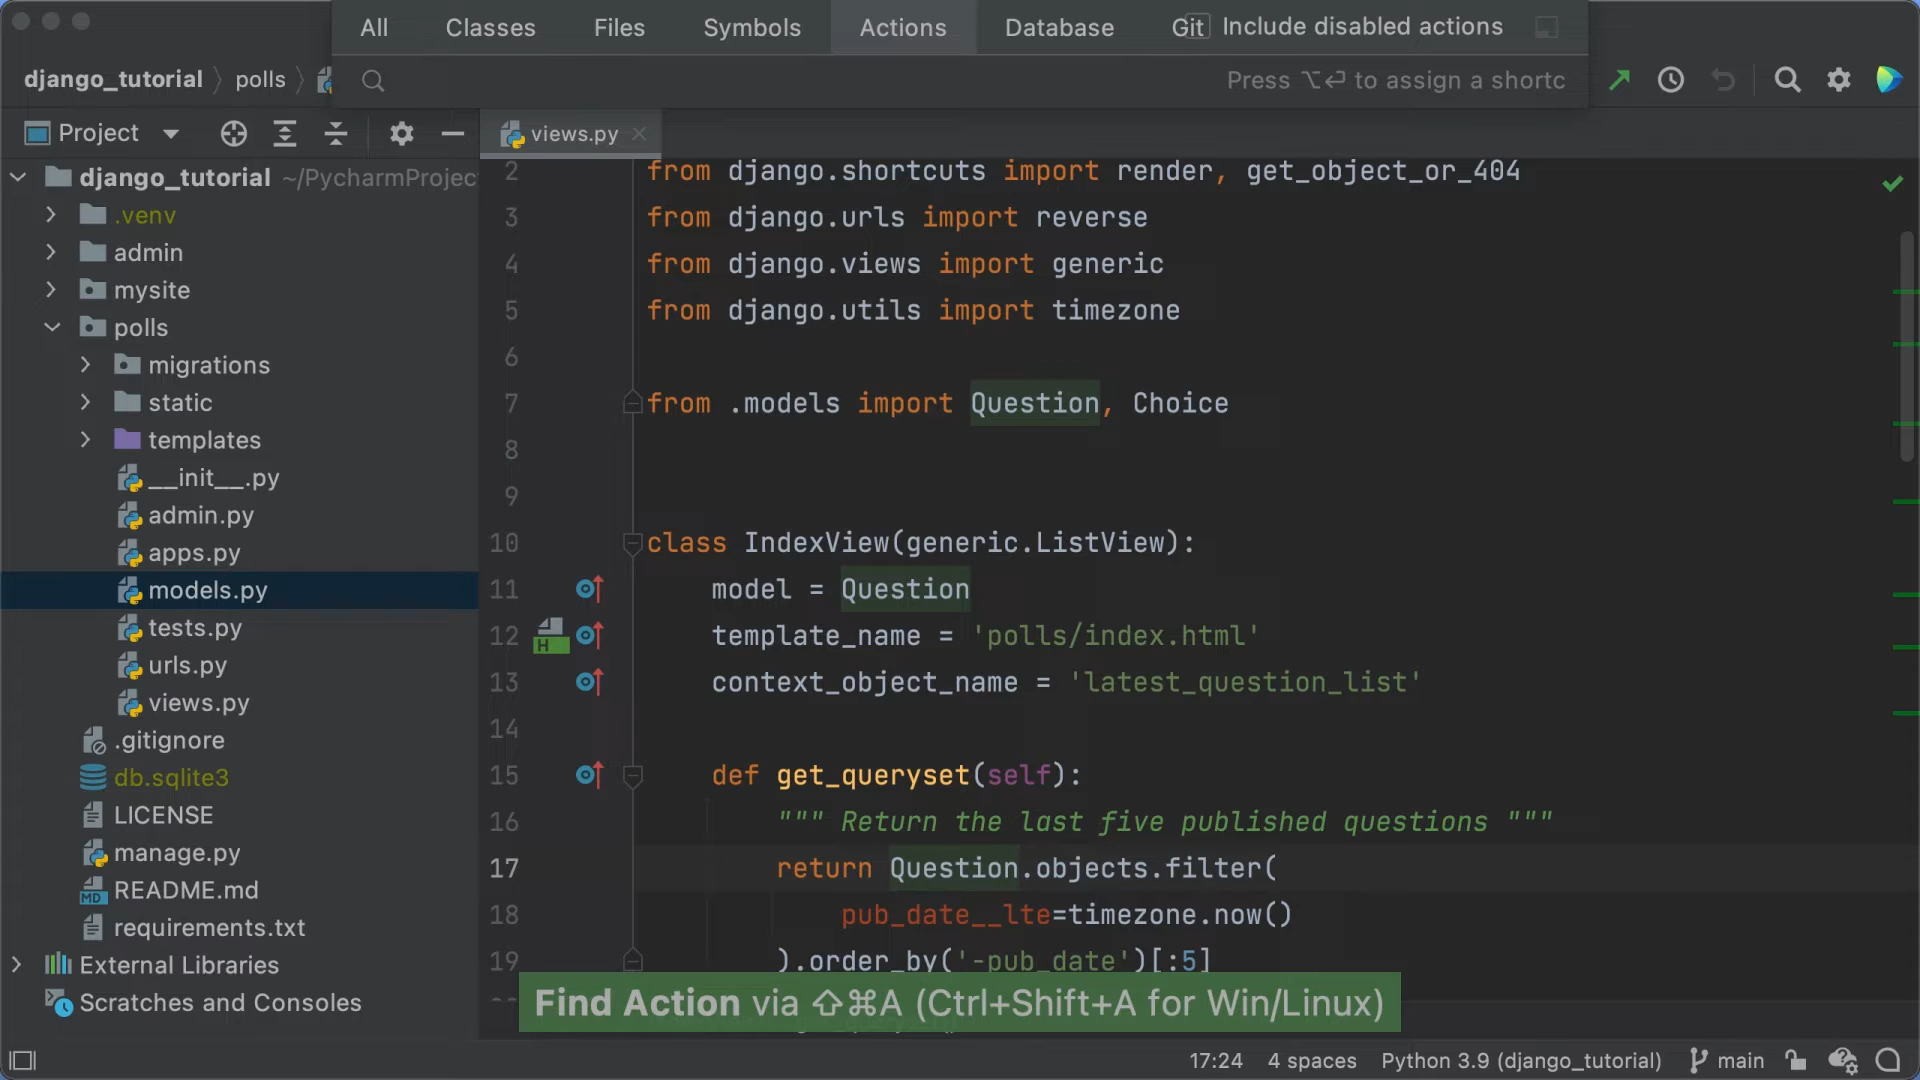 All Classes Files Symbols Actions Database Git Include disabled actions
django_tutorial polls
Press ⌥⏎ to assign a shortc
Project
views.py
django_tutorial ~/PycharmProjec
.venv
admin
mysite
polls
migrations
static
templates
__init__.py
admin.py
apps.py
models.py
tests.py
urls.py
views.py
.gitignore
db.sqlite3
LICENSE
manage.py
README.md
requirements.txt
External Libraries
Scratches and Consoles
2 from django.shortcuts import render, get_object_or_404
3 from django.urls import reverse
4 from django.views import generic
5 from django.utils import timezone
6
7 from .models import Question, Choice
8
9
10 class IndexView(generic.ListView):
11 model = Question
12 template_name = 'polls/index.html'
13 context_object_name = 'latest_question_list'
14
15 def get_queryset(self):
16 """ Return the last five published questions """
17 return Question.objects.filter(
18 pub_date__lte=timezone.now()
19 ).order_by('-pub_date')[:5]
Find Action via ⇧⌘A (Ctrl+Shift+A for Win/Linux)
17:24 4 spaces Python 3.9 (django_tutorial) main